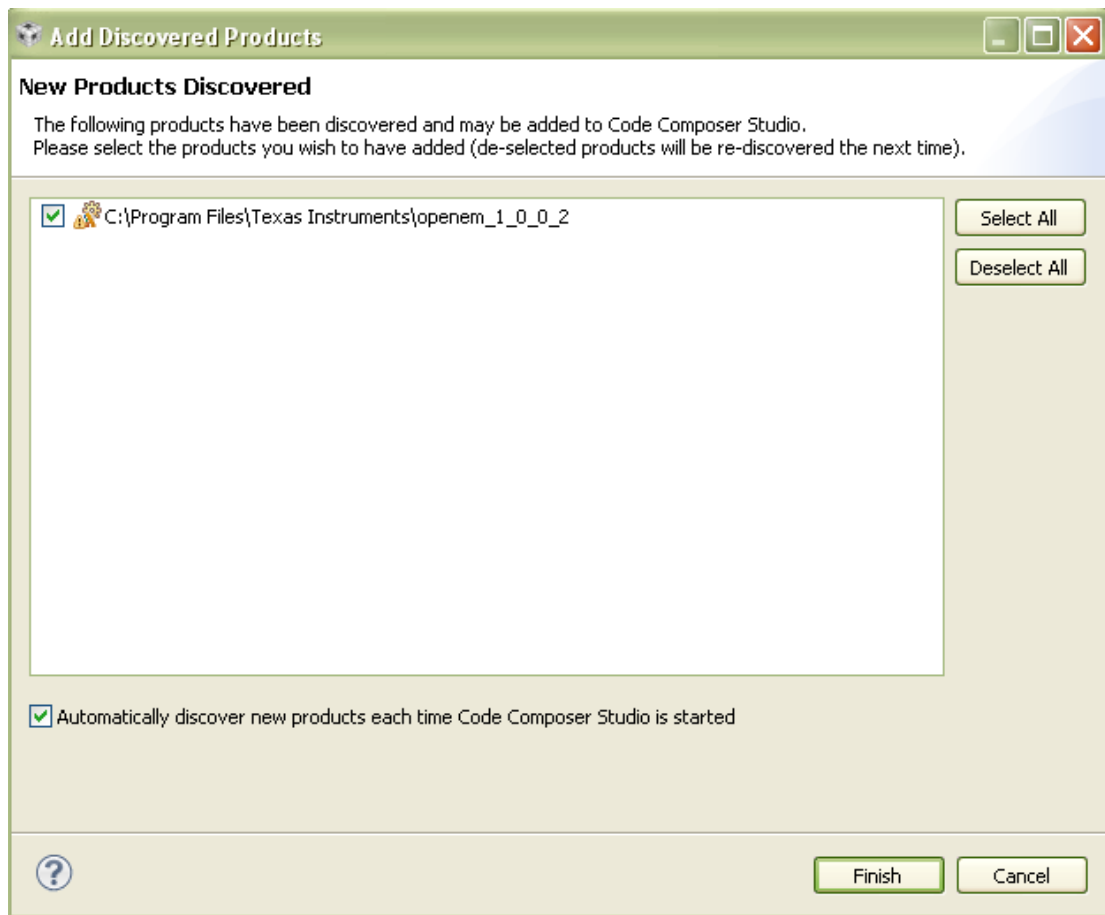 Add Discovered Products
New Products Discovered
The following products have been discovered and may be added to Code Composer Studio.
Please select the products you wish to have added (de-selected products will be re-discovered the next time).
C:\Program Files\Texas Instruments\openem_1_0_0_2
Select All
Deselect All
Automatically discover new products each time Code Composer Studio is started
?
Finish
Cancel